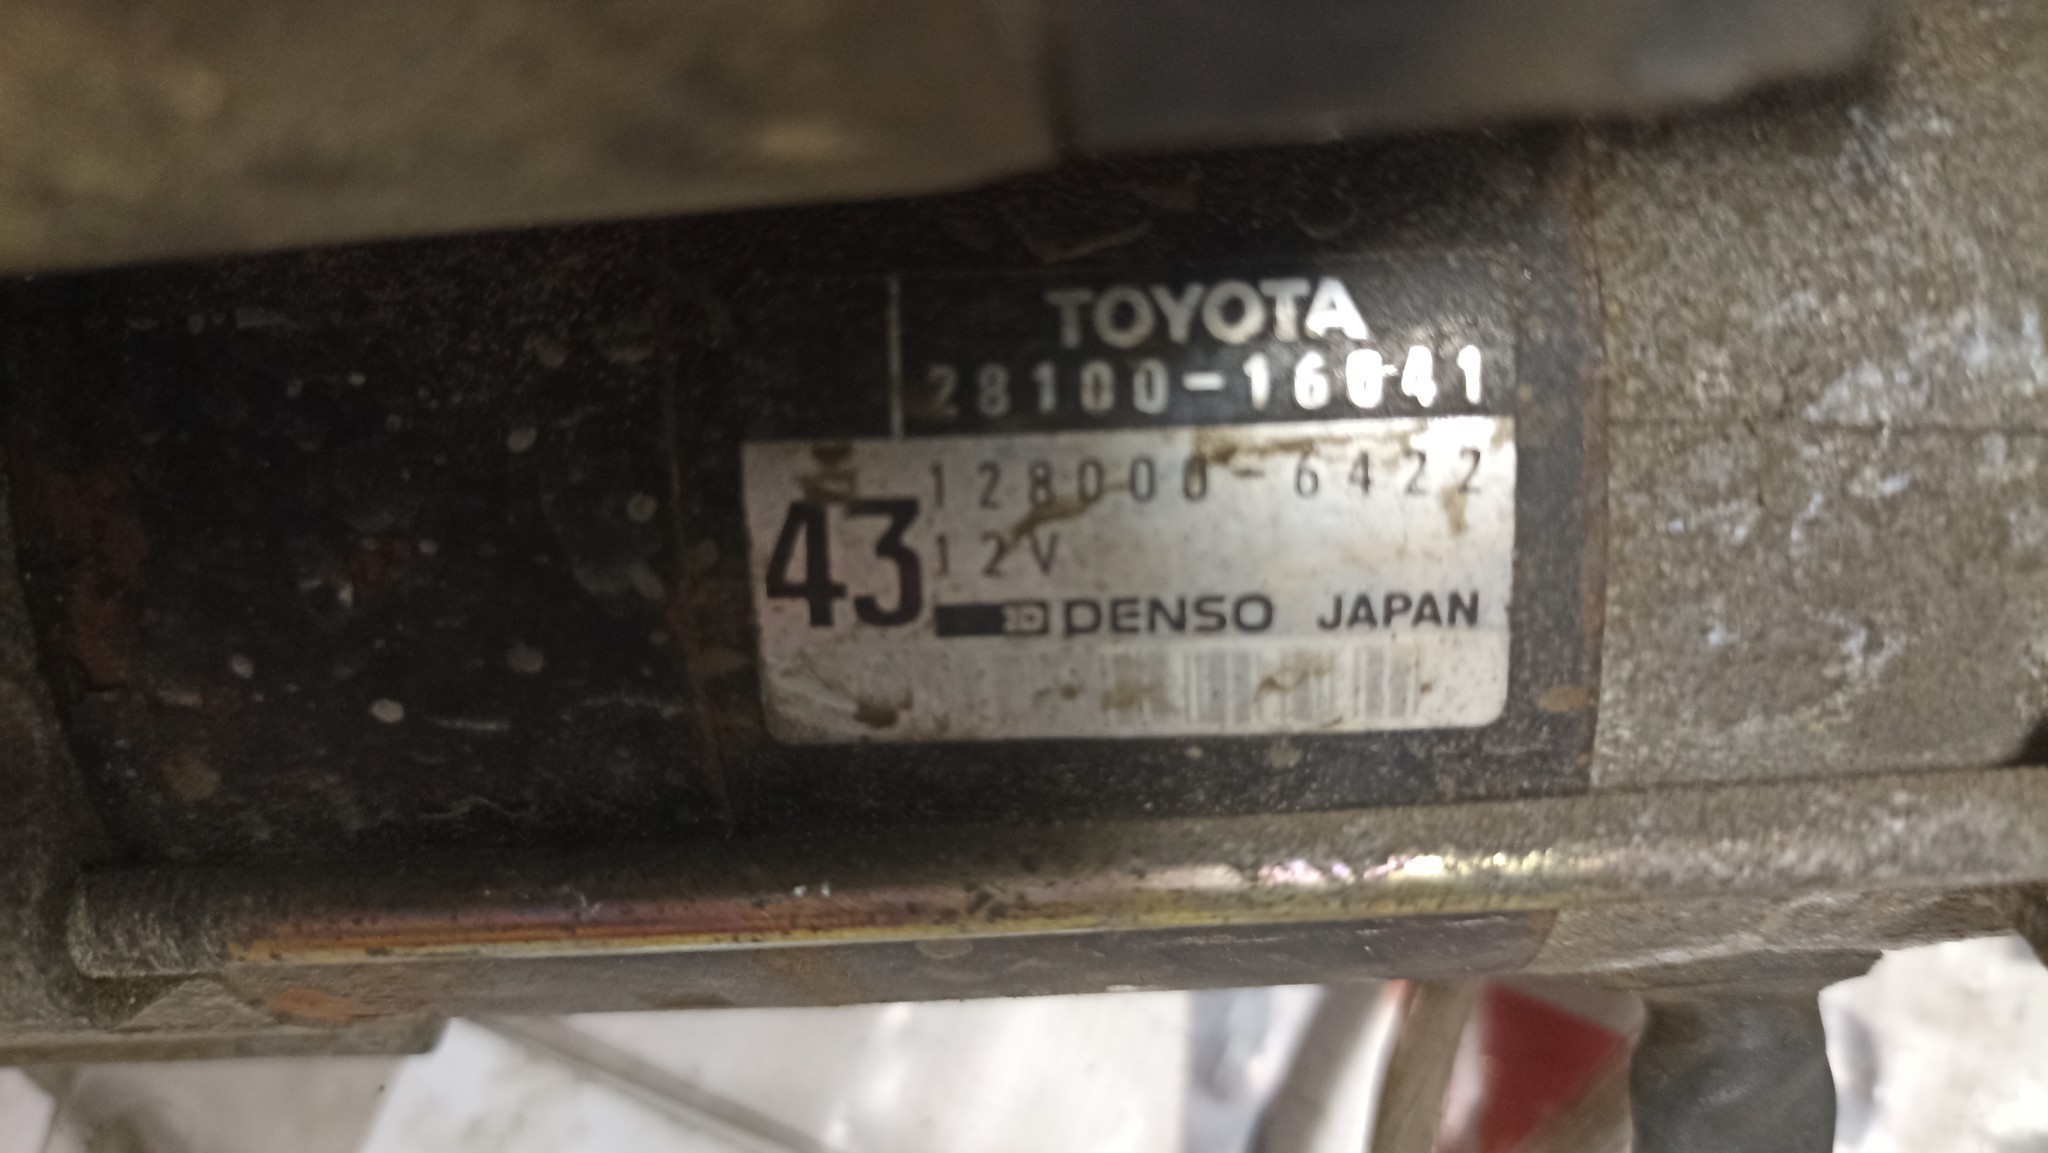 TOYOTA
28100-16041
128000-6422
43
12V
DENSO JAPAN